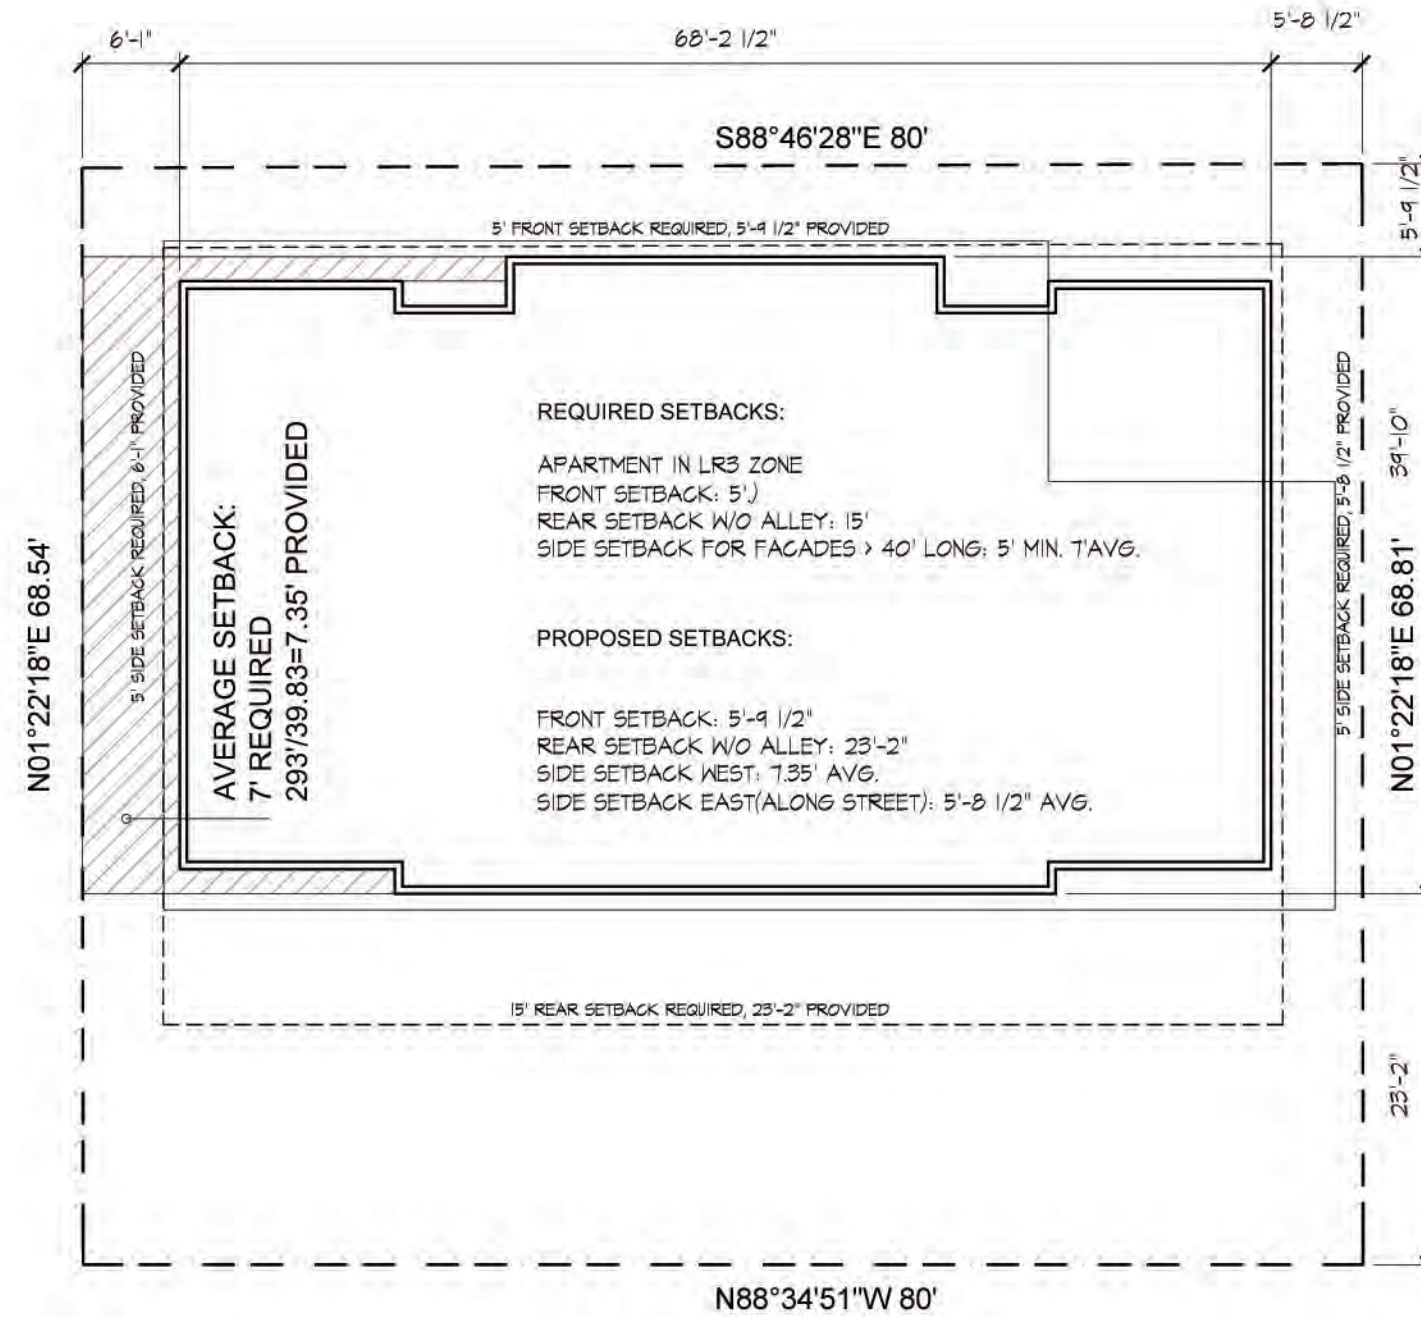 6'-1"
68'-2 1/2"
5'-8 1/2"
S88°46'28"E 80'
5'-9 1/2"
5' FRONT SETBACK REQUIRED, 5'-9 1/2" PROVIDED
5' SIDE SETBACK REQUIRED, 6'-1" PROVIDED
N01°22'18"E 68.54'
AVERAGE SETBACK:
7' REQUIRED
293'/39.83=7.35' PROVIDED
REQUIRED SETBACKS:
APARTMENT IN LR3 ZONE
FRONT SETBACK: 5'.)
REAR SETBACK W/O ALLEY: 15'
SIDE SETBACK FOR FACADES > 40' LONG: 5' MIN. 7'AVG.
PROPOSED SETBACKS:
FRONT SETBACK: 5'-9 1/2"
REAR SETBACK W/O ALLEY: 23'-2"
SIDE SETBACK WEST: 7.35' AVG.
SIDE SETBACK EAST(ALONG STREET): 5'-8 1/2" AVG.
5' SIDE SETBACK REQUIRED, 5'-8 1/2" PROVIDED
39'-10"
N01°22'18"E 68.81'
15' REAR SETBACK REQUIRED, 23'-2" PROVIDED
23'-2"
N88°34'51"W 80'